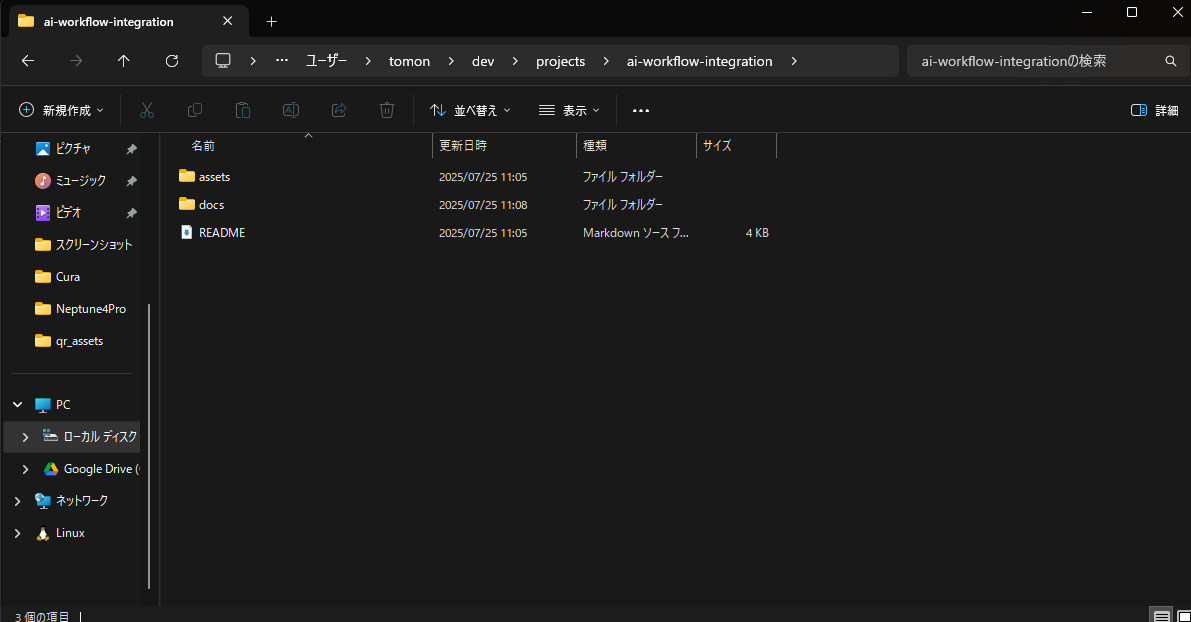 ai-workflow-integration
ユーザー tomon dev projects ai-workflow-integration ai-workflow-integrationの検索
新規作成 並べ替え 表示 詳細
名前 更新日時 種類 サイズ
ピクチャ
ミュージック
ビデオ
スクリーンショット
Cura
Neptune4Pro
qr_assets
PC
ローカル ディスク
Google Drive (
ネットワーク
Linux
assets 2025/07/25 11:05 ファイル フォルダー
docs 2025/07/25 11:08 ファイル フォルダー
README 2025/07/25 11:05 Markdown ソース フ... 4 KB
3 個の項目